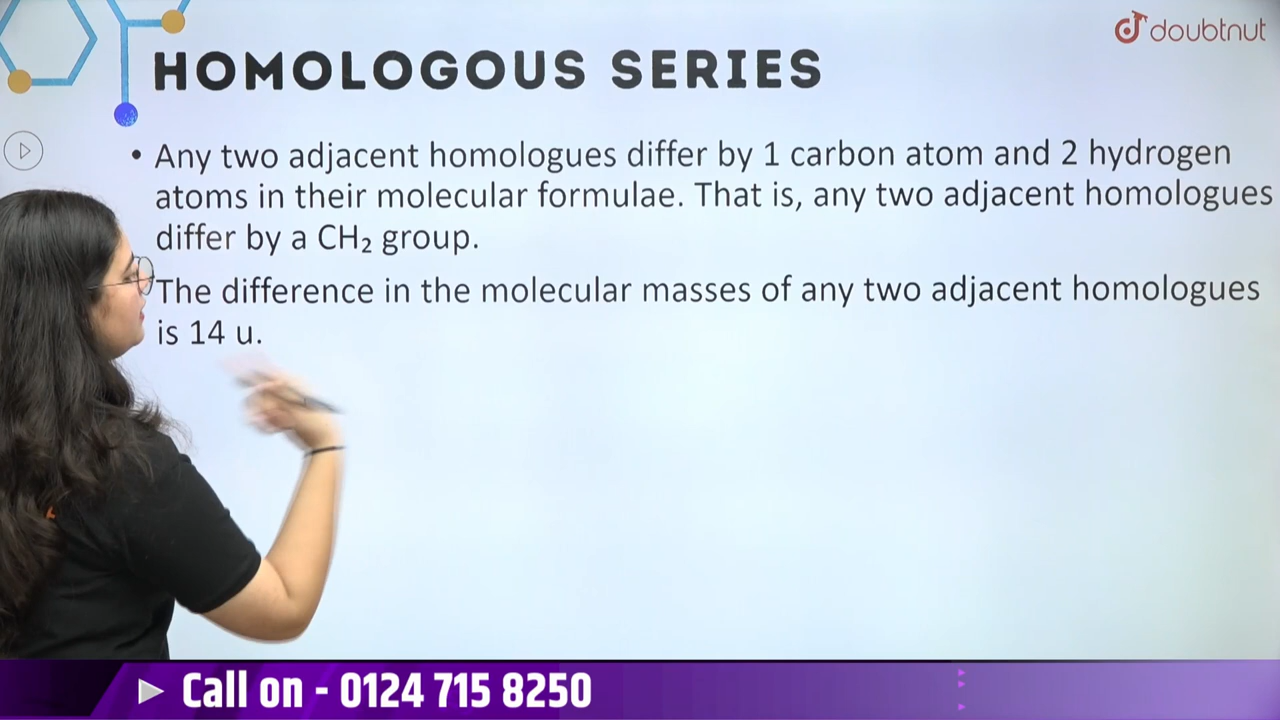 doubtnut
HOMOLOGOUS SERIES
• Any two adjacent homologues differ by 1 carbon atom and 2 hydrogen
atoms in their molecular formulae. That is, any two adjacent homologues
differ by a CH₂ group.
The difference in the molecular masses of any two adjacent homologues
is 14 u.
Call on - 0124 715 8250